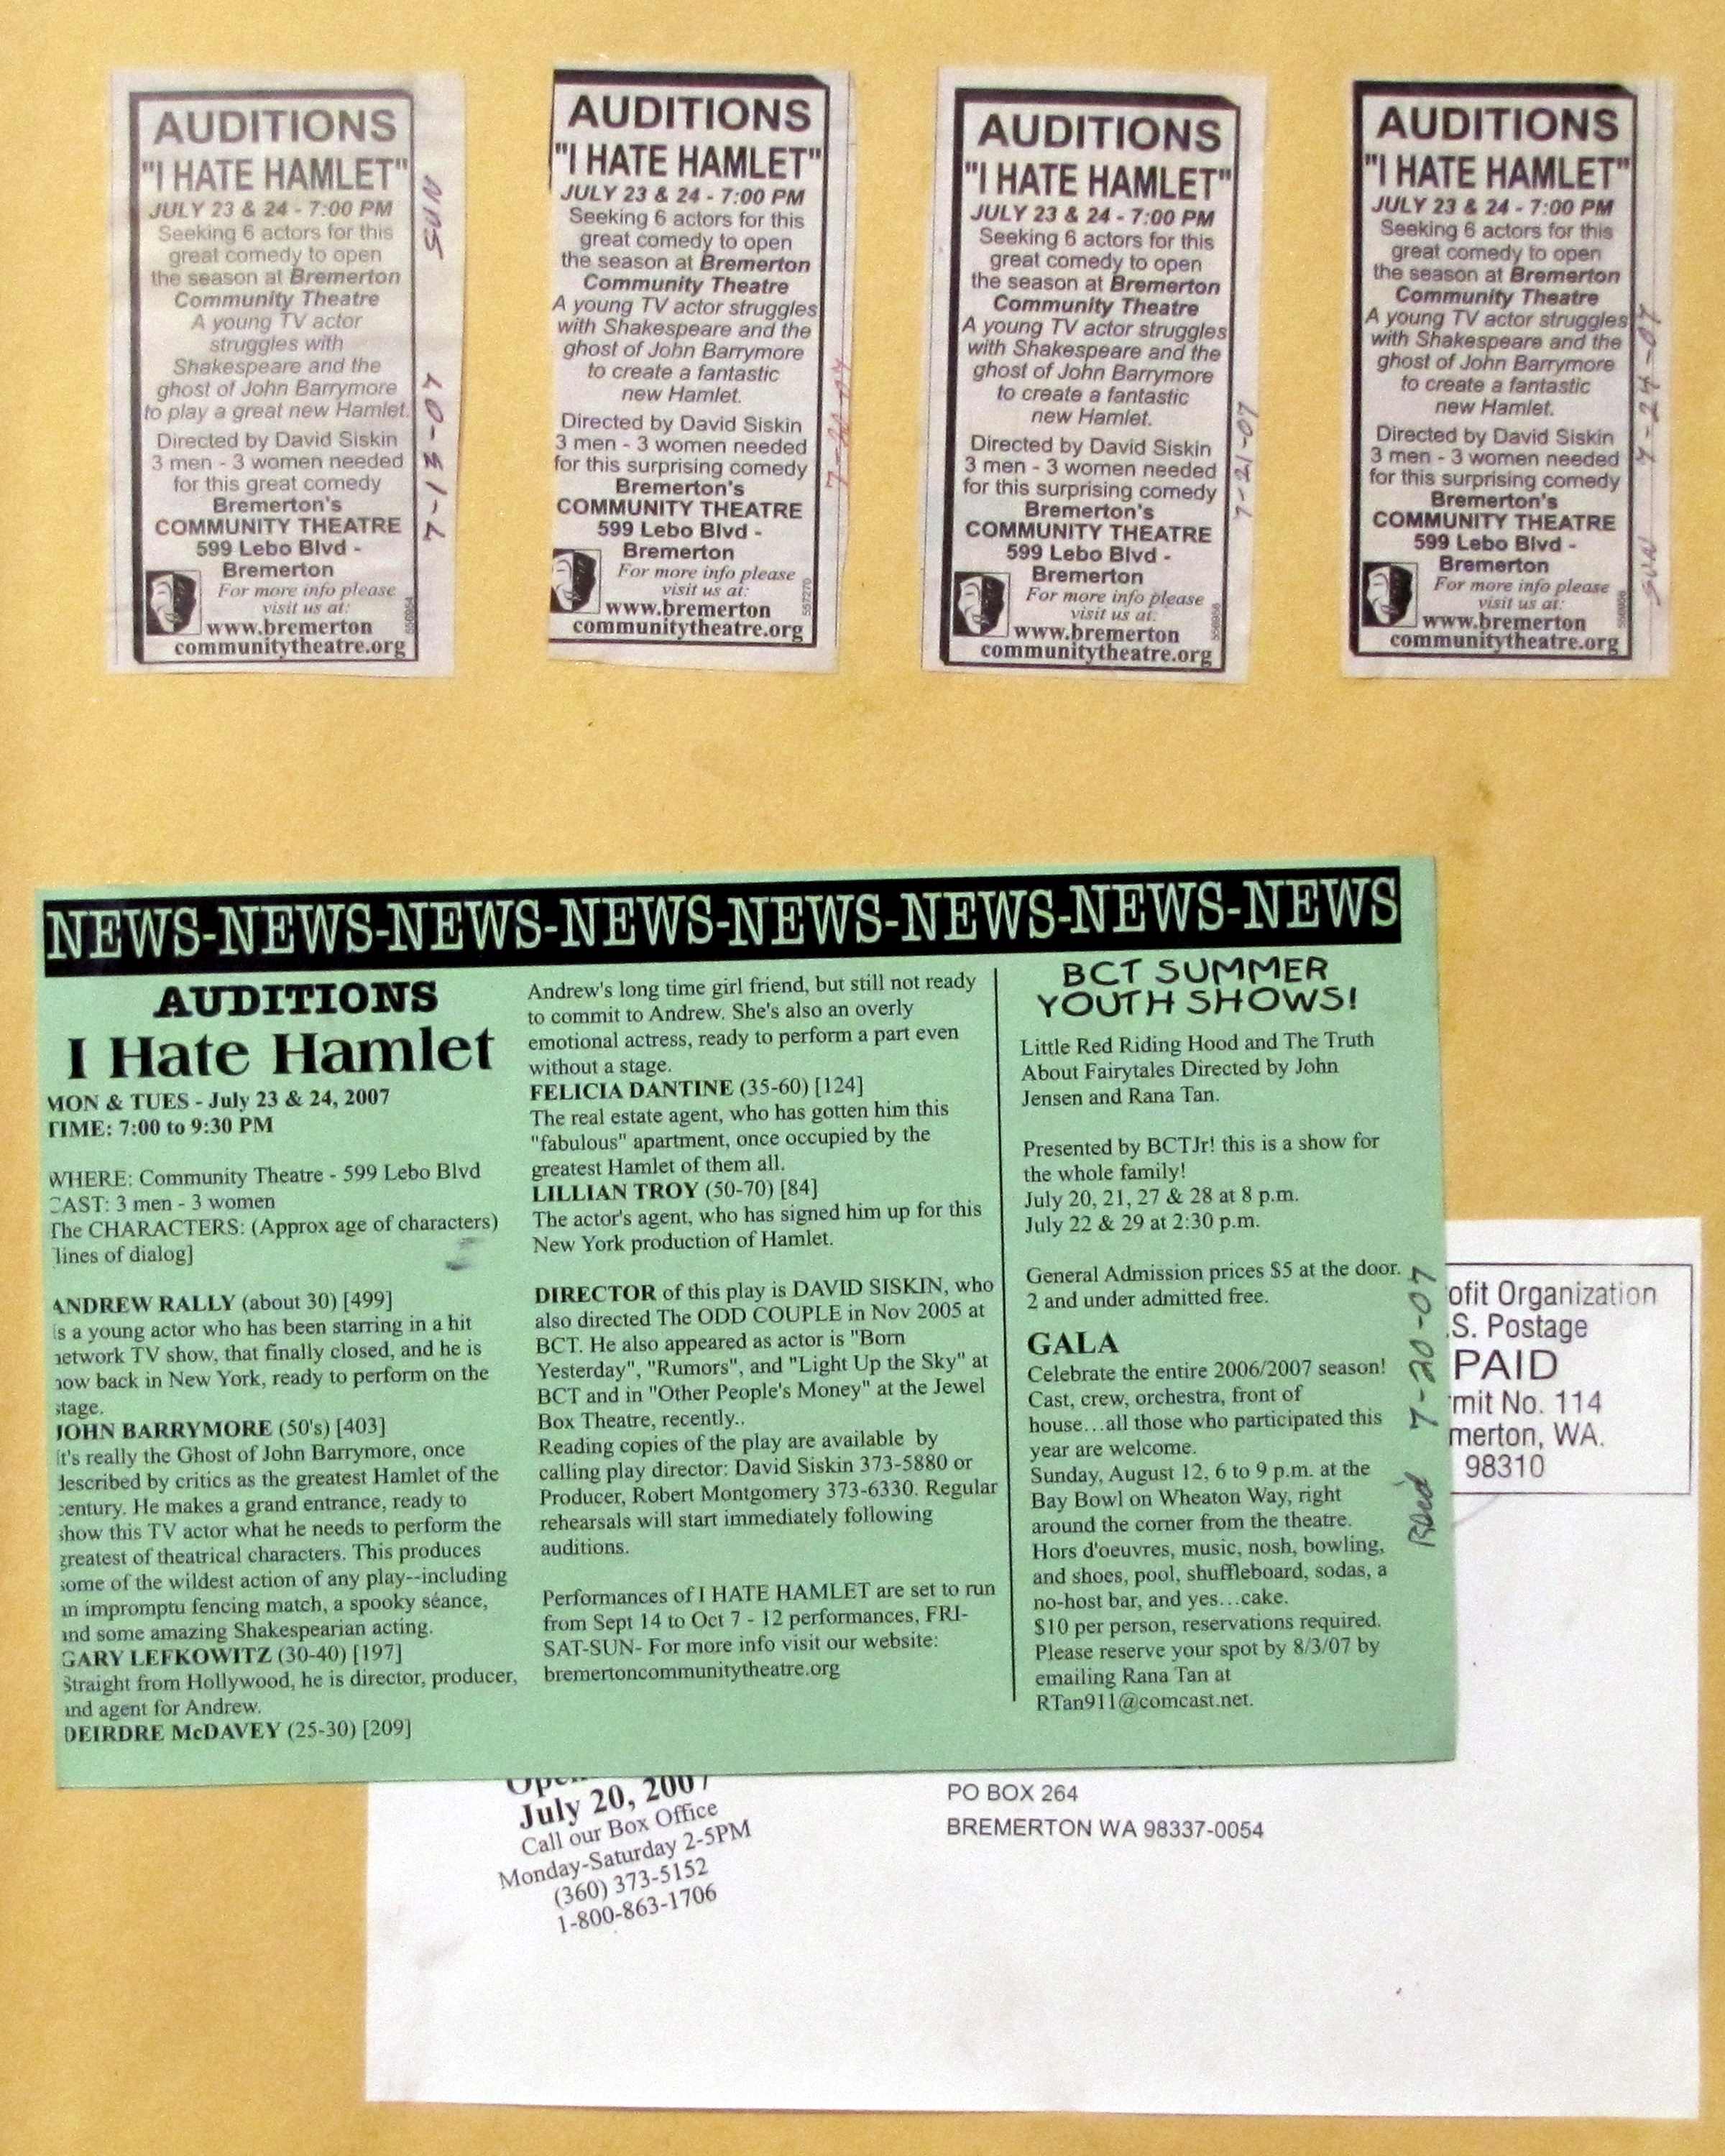 AUDITIONS
"I HATE HAMLET"
JULY 23 & 24 - 7:00 PM
Seeking 6 actors for this
great comedy to open
the season at Bremerton
Community Theatre
A young TV actor
struggles with
Shakespeare and the
ghost of John Barrymore
to play a great new Hamlet.
Directed by David Siskin
3 men - 3 women needed
for this great comedy
Bremerton's
COMMUNITY THEATRE
599 Lebo Blvd -
Bremerton
For more info please
visit us at:
www.bremerton
communitytheatre.org
SUN
AUDITIONS
"I HATE HAMLET"
JULY 23 & 24 - 7:00 PM
Seeking 6 actors for this
great comedy to open
the season at Bremerton
Community Theatre
A young TV actor struggles
with Shakespeare and the
ghost of John Barrymore
to create a fantastic
new Hamlet.
Directed by David Siskin
3 men - 3 women needed
for this surprising comedy
Bremerton's
COMMUNITY THEATRE
599 Lebo Blvd -
Bremerton
For more info please
visit us at:
www.bremerton
communitytheatre.org
557270
AUDITIONS
"I HATE HAMLET"
JULY 23 & 24 - 7:00 PM
Seeking 6 actors for this
great comedy to open
the season at Bremerton
Community Theatre
A young TV actor struggles
with Shakespeare and the
ghost of John Barrymore
to create a fantastic
new Hamlet.
Directed by David Siskin
3 men - 3 women needed
for this surprising comedy
Bremerton's
COMMUNITY THEATRE
599 Lebo Blvd -
Bremerton
For more info please
visit us at:
www.bremerton
communitytheatre.org
7-21-07
AUDITIONS
"I HATE HAMLET"
JULY 23 & 24 - 7:00 PM
Seeking 6 actors for this
great comedy to open
the season at Bremerton
Community Theatre
A young TV actor struggles
with Shakespeare and the
ghost of John Barrymore
to create a fantastic
new Hamlet.
Directed by David Siskin
3 men - 3 women needed
for this surprising comedy
Bremerton's
COMMUNITY THEATRE
599 Lebo Blvd -
Bremerton
For more info please
visit us at:
www.bremerton
communitytheatre.org
SUN 7-24-07
NEWS-NEWS-NEWS-NEWS-NEWS-NEWS-NEWS-NEWS
AUDITIONS
I Hate Hamlet
MON & TUES - July 23 & 24, 2007
TIME: 7:00 to 9:30 PM
WHERE: Community Theatre - 599 Lebo Blvd
CAST: 3 men - 3 women
The CHARACTERS: (Approx age of characters)
lines of dialog]
ANDREW RALLY (about 30) [499]
Is a young actor who has been starring in a hit
network TV show, that finally closed, and he is
now back in New York, ready to perform on the
stage.
JOHN BARRYMORE (50's) [403]
It's really the Ghost of John Barrymore, once
described by critics as the greatest Hamlet of the
century. He makes a grand entrance, ready to
show this TV actor what he needs to perform the
greatest of theatrical characters. This produces
some of the wildest action of any play--including
an impromptu fencing match, a spooky séance,
and some amazing Shakespearian acting.
GARY LEFKOWITZ (30-40) [197]
Straight from Hollywood, he is director, producer,
and agent for Andrew.
DEIRDRE McDAVEY (25-30) [209]
Andrew's long time girl friend, but still not ready
to commit to Andrew. She's also an overly
emotional actress, ready to perform a part even
without a stage.
FELICIA DANTINE (35-60) [124]
The real estate agent, who has gotten him this
"fabulous" apartment, once occupied by the
greatest Hamlet of them all.
LILLIAN TROY (50-70) [84]
The actor's agent, who has signed him up for this
New York production of Hamlet.
DIRECTOR of this play is DAVID SISKIN, who
also directed The ODD COUPLE in Nov 2005 at
BCT. He also appeared as actor is "Born
Yesterday", "Rumors", and "Light Up the Sky" at
BCT and in "Other People's Money" at the Jewel
Box Theatre, recently..
Reading copies of the play are available by
calling play director: David Siskin 373-5880 or
Producer, Robert Montgomery 373-6330. Regular
rehearsals will start immediately following
auditions.
Performances of I HATE HAMLET are set to run
from Sept 14 to Oct 7 - 12 performances, FRI-
SAT-SUN- For more info visit our website:
bremertoncommunitytheatre.org
BCT SUMMER
YOUTH SHOWS!
Little Red Riding Hood and The Truth
About Fairytales Directed by John
Jensen and Rana Tan.
Presented by BCTJr! this is a show for
the whole family!
July 20, 21, 27 & 28 at 8 p.m.
July 22 & 29 at 2:30 p.m.
General Admission prices $5 at the door.
2 and under admitted free.
GALA
Celebrate the entire 2006/2007 season!
Cast, crew, orchestra, front of
house...all those who participated this
year are welcome.
Sunday, August 12, 6 to 9 p.m. at the
Bay Bowl on Wheaton Way, right
around the corner from the theatre.
Hors d'oeuvres, music, nosh, bowling,
and shoes, pool, shuffleboard, sodas, a
no-host bar, and yes...cake.
$10 per person, reservations required.
Please reserve your spot by 8/3/07 by
emailing Rana Tan at
RTan911@comcast.net.
7-20-07
ofit Organization
.S. Postage
PAID
mit No. 114
merton, WA.
98310
July 20, 2007
Call our Box Office
Monday-Saturday 2-5PM
(360) 373-5152
1-800-863-1706
PO BOX 264
BREMERTON WA 98337-0054